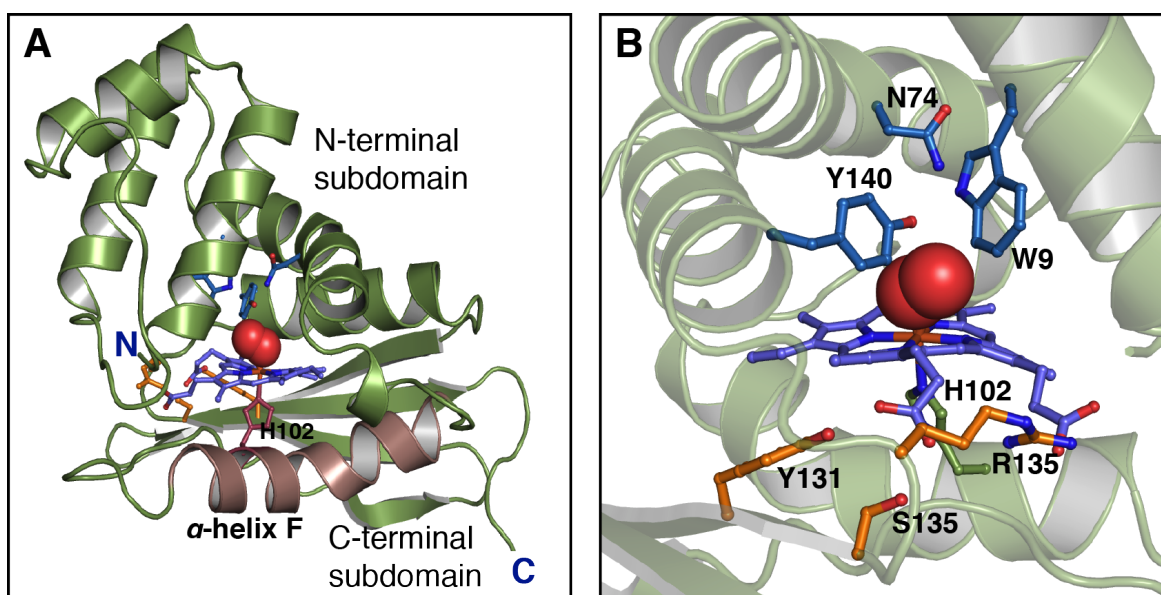 A
N-terminal
subdomain
N
H102
α-helix F
C-terminal
subdomain
C
B
N74
Y140
W9
H102
R135
Y131
S135